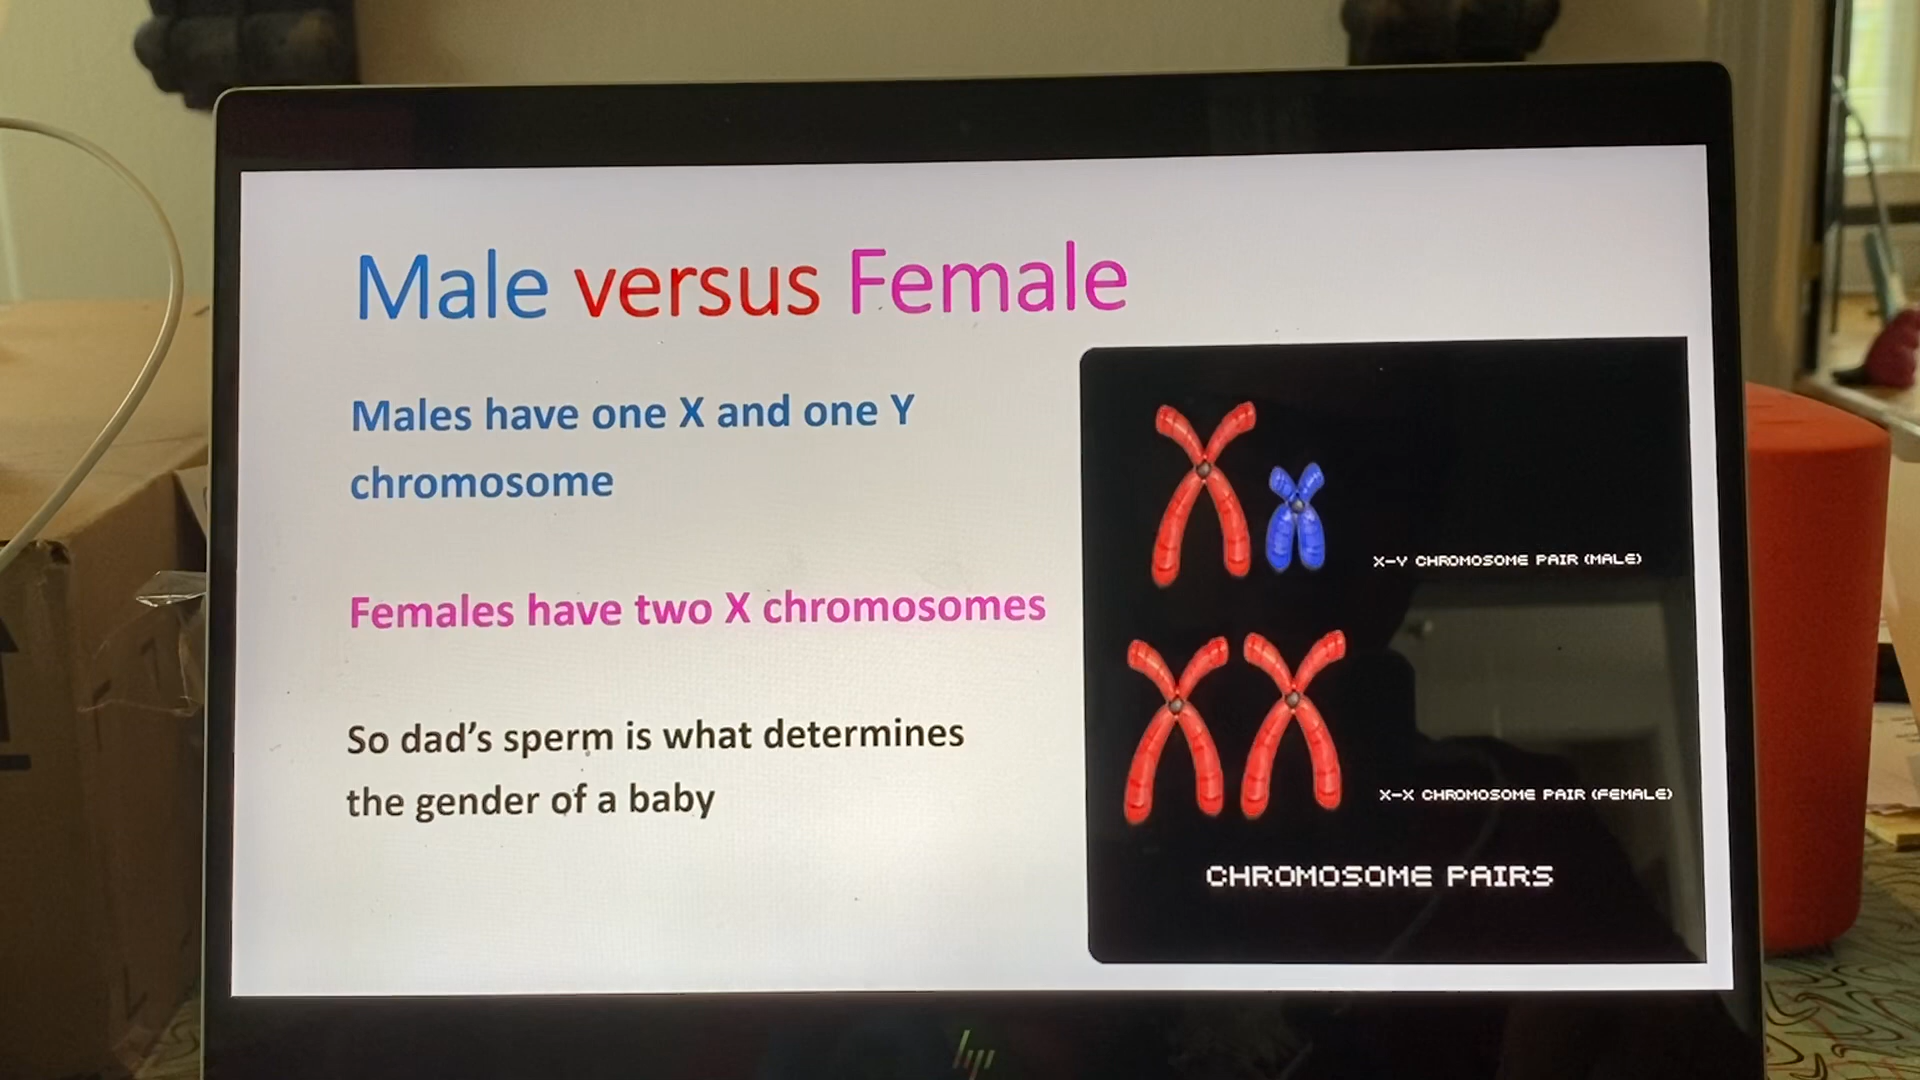 Male versus Female
Males have one X and one Y
chromosome
Females have two X chromosomes
So dad's sperm is what determines
the gender of a baby
X-Y CHROMOSOME PAIR (MALE)
X-X CHROMOSOME PAIR (FEMALE)
CHROMOSOME PAIRS
hp